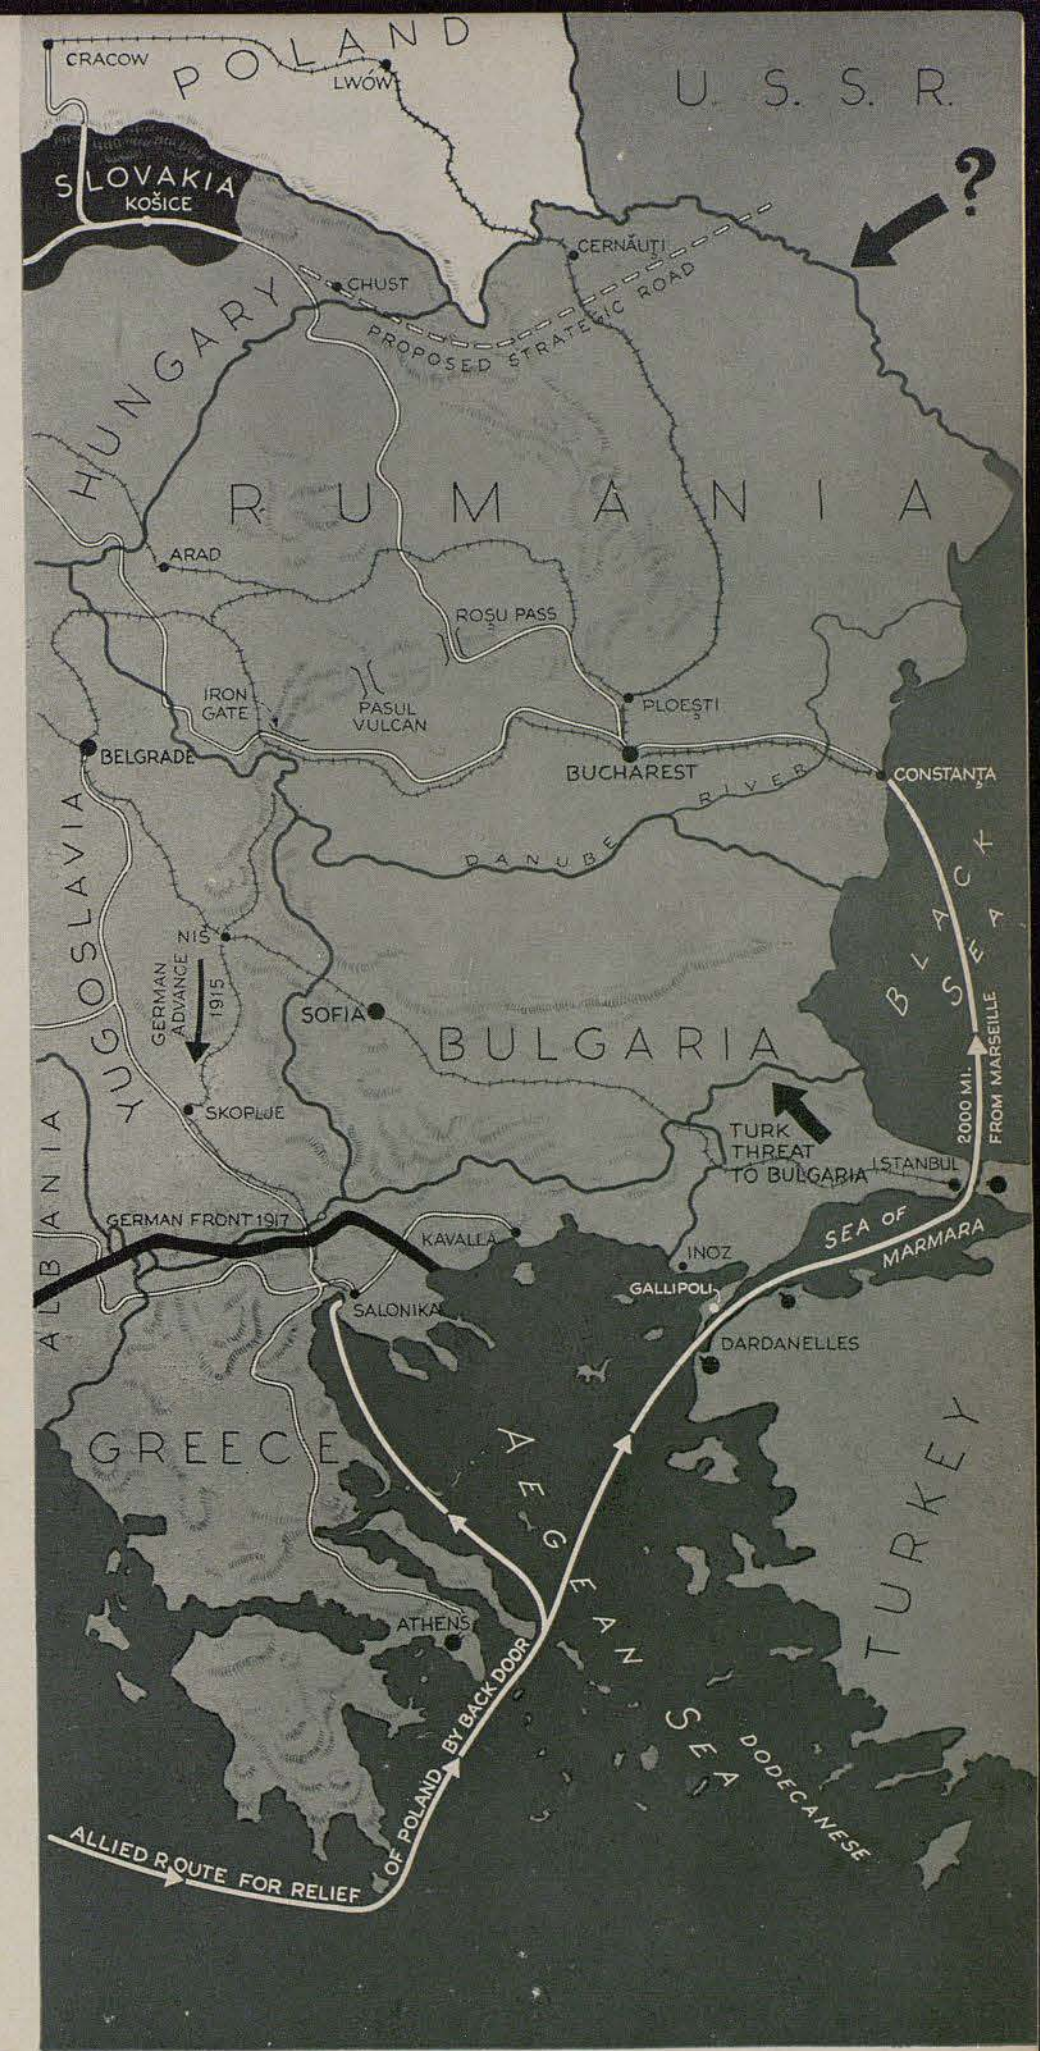 POLAND
CRACOW
LWÓW
U. S. S. R.
?
SLOVAKIA
KOŠICE
CERNĂUŢI
CHUST
PROPOSED STRATEGIC ROAD
HUNGARY
RUMANIA
ARAD
ROŞU PASS
IRON
GATE
PASUL
VULCAN
PLOEŞTI
BELGRADE
BUCHAREST
CONSTANŢA
DANUBE RIVER
YUGOSLAVIA
BLACK
SEA
NIS
GERMAN
ADVANCE
1915
SOFIA
BULGARIA
2000 MI.
FROM MARSEILLE
SKOPLJE
TURK
THREAT
TO BULGARIA
ISTANBUL
ALBANIA
GERMAN FRONT 1917
KAVALLA
SEA OF
MARMARA
INOZ
GALLIPOLI
SALONIKA
DARDANELLES
GREECE
AEGEAN
SEA
TURKEY
ATHENS
DODECANESE
ALLIED ROUTE FOR RELIEF OF POLAND BY BACK DOOR